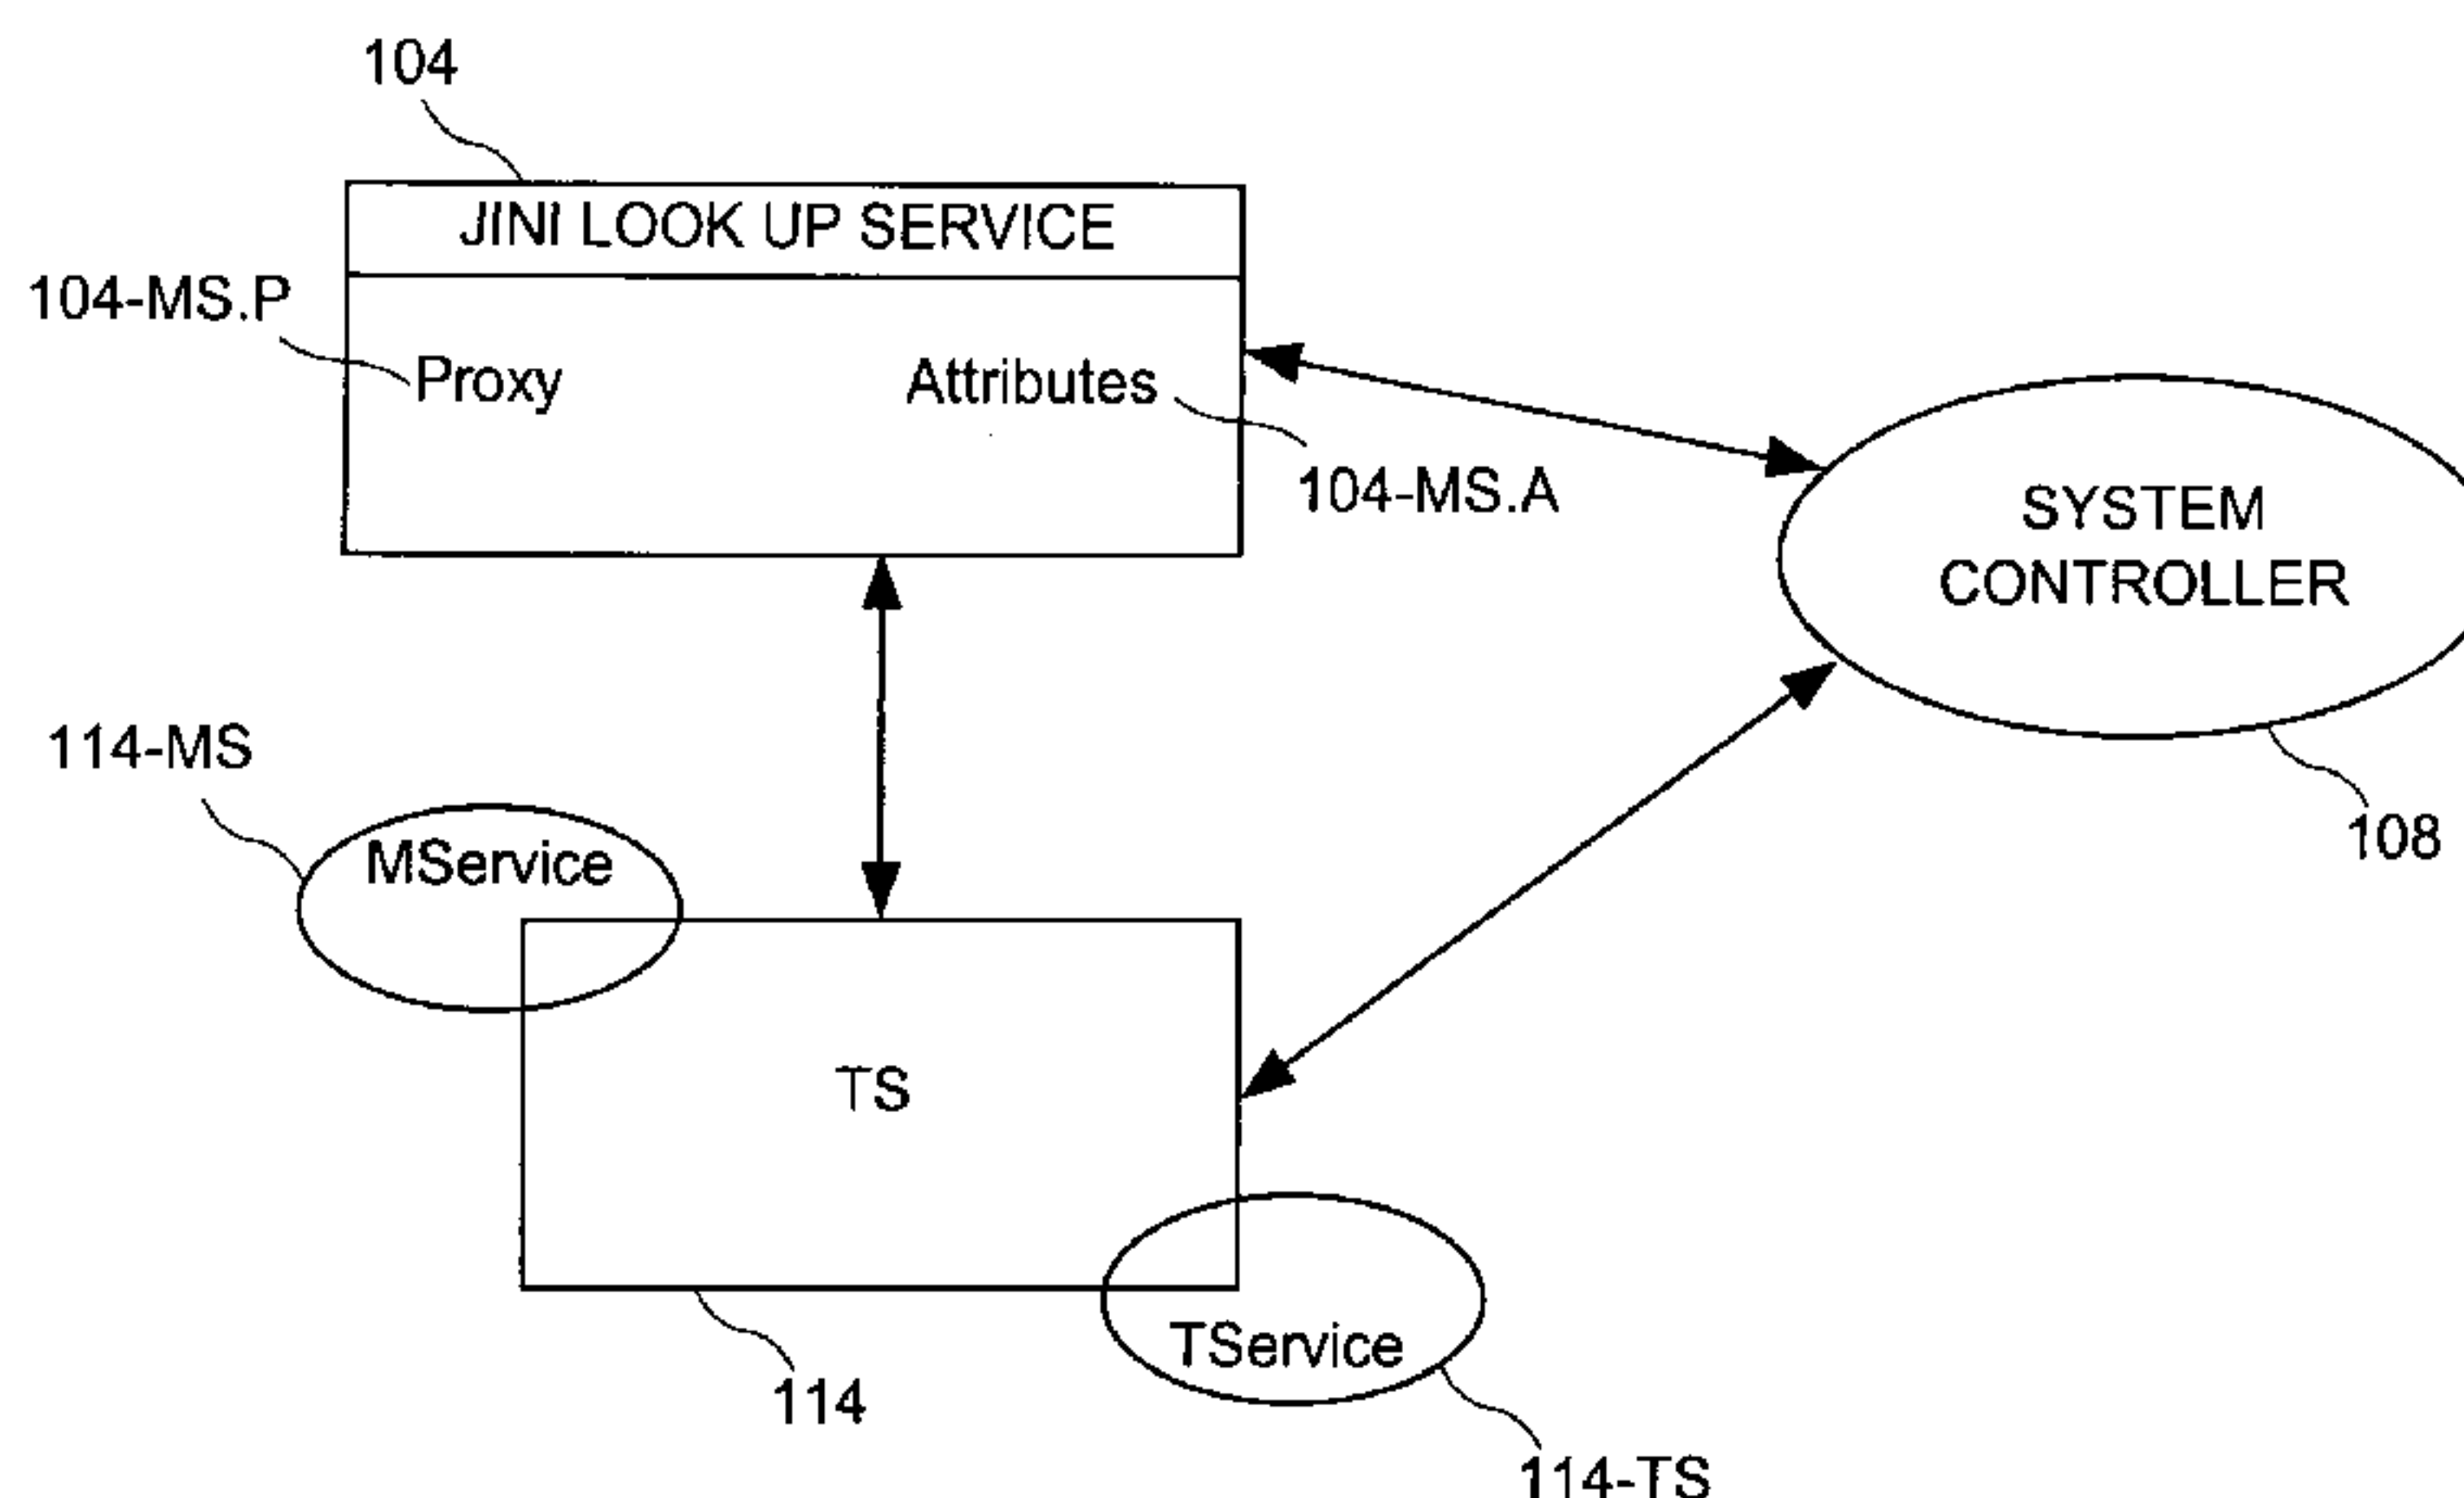 104
JINI LOOK UP SERVICE
104-MS.P
Proxy
Attributes
104-MS.A
SYSTEM
CONTROLLER
108
114-MS
MService
TS
TService
114
114-TS